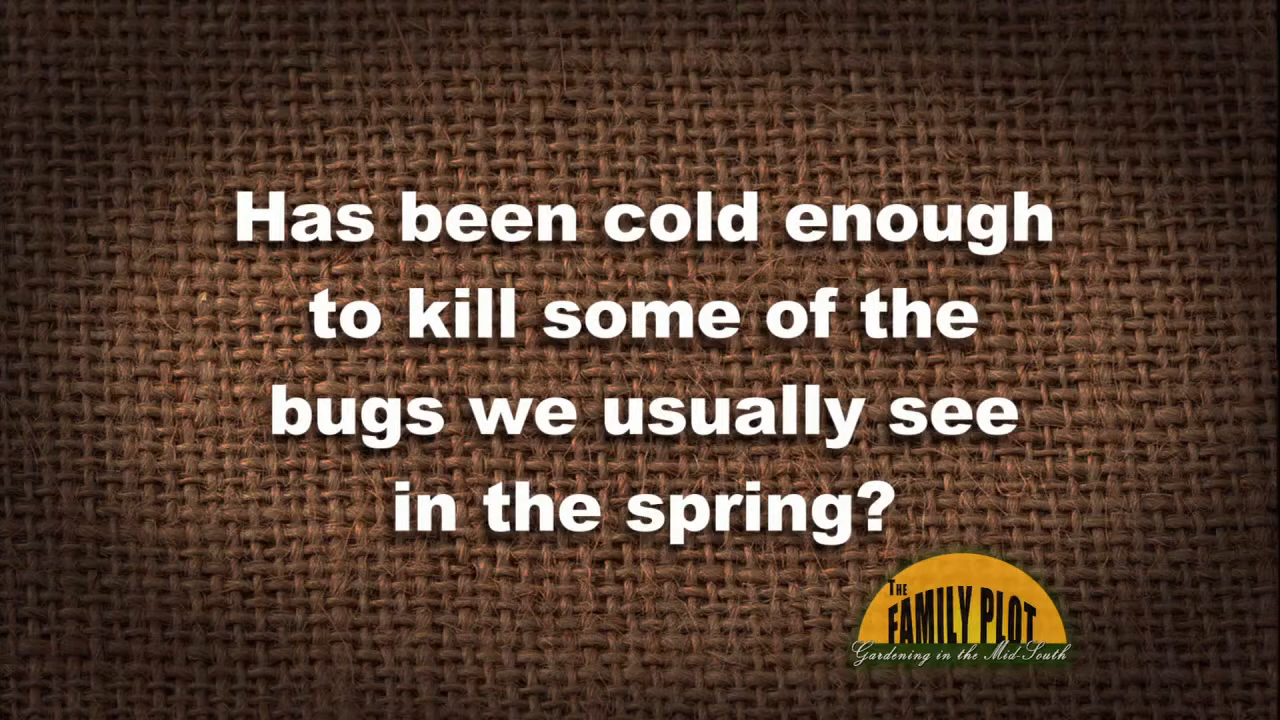 Has been cold enough
to kill some of the
bugs we usually see
in the spring?
THE
FAMILY PLOT
Gardening in the Mid-South